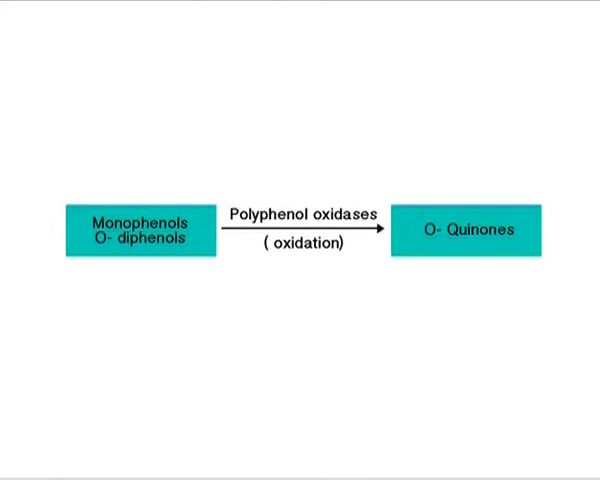 Monophenols
O- diphenols
Polyphenol oxidases
( oxidation)
O- Quinones